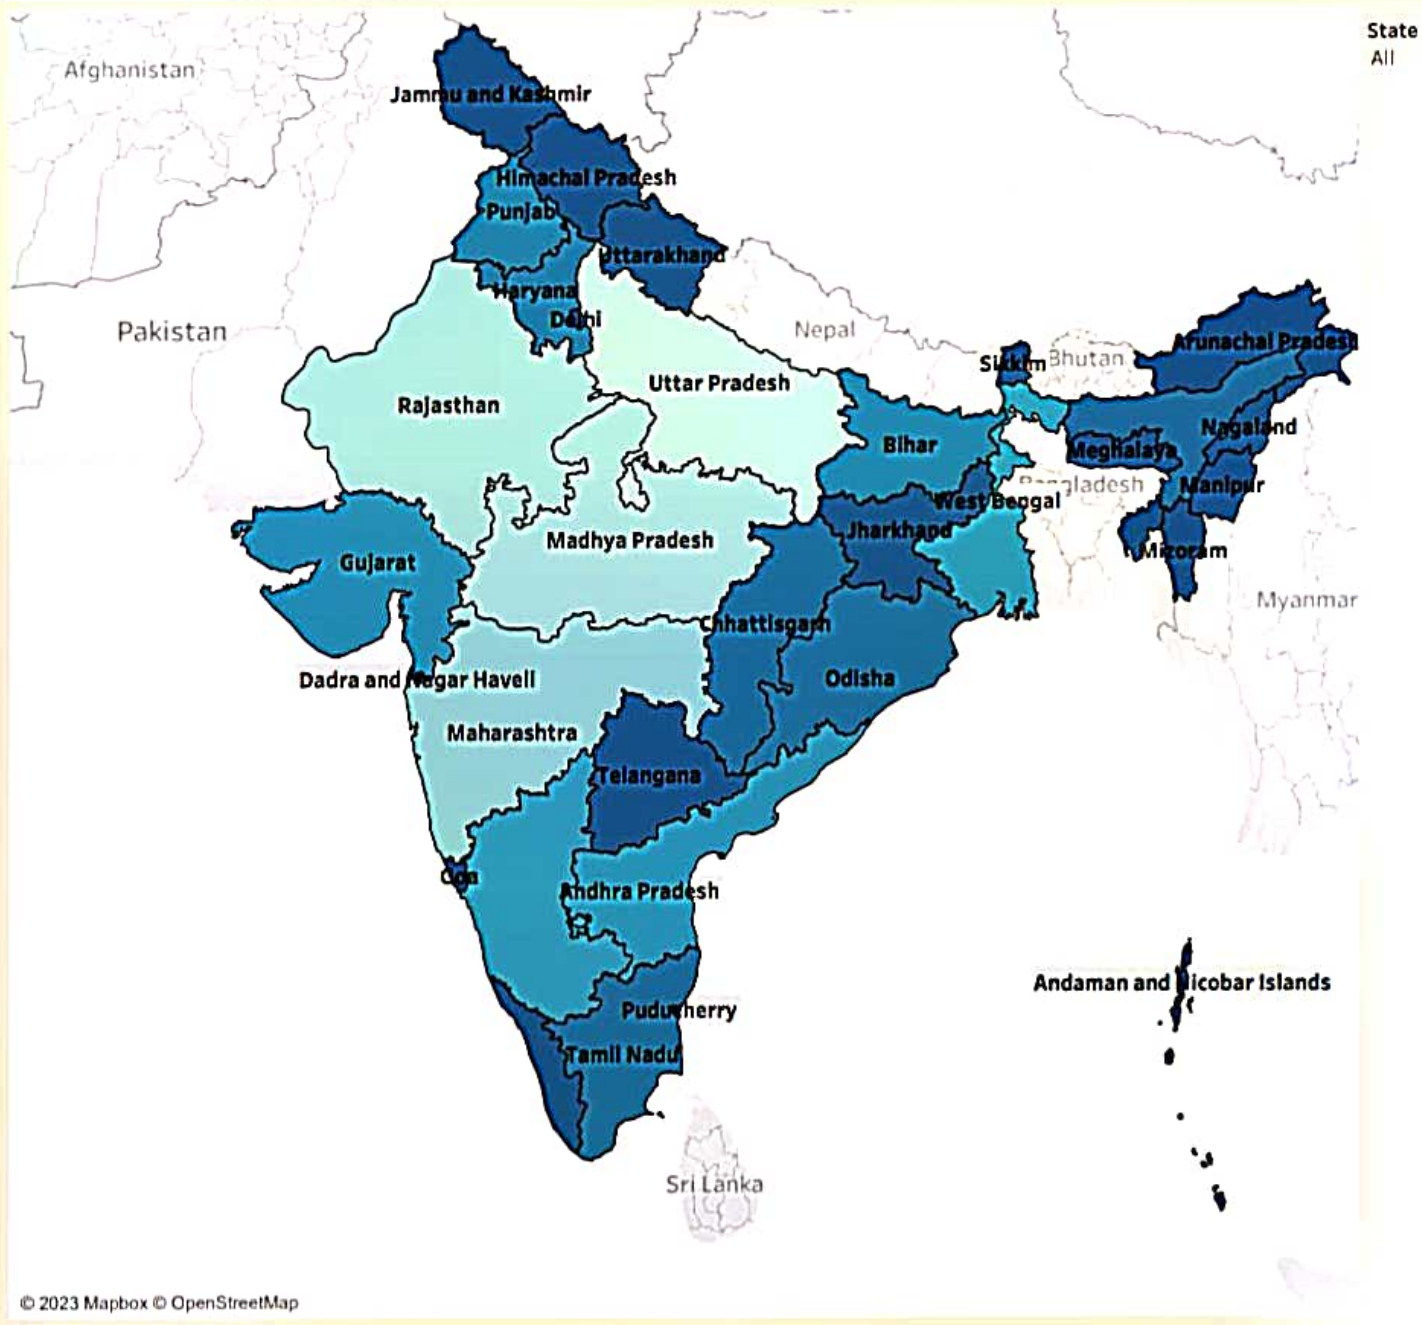 State
All
Afghanistan
Jammu and Kashmir
Himachal Pradesh
Punjab
Uttarakhand
Haryana
Delhi
Pakistan
Nepal
Sikkim
Bhutan
Arunachal Pradesh
Rajasthan
Uttar Pradesh
Bihar
Nagaland
Meghalaya
Bangladesh
Manipur
West Bengal
Jharkhand
Madhya Pradesh
Mizoram
Gujarat
Myanmar
Chhattisgarh
Dadra and Nagar Haveli
Odisha
Maharashtra
Telangana
Goa
Andhra Pradesh
Andaman and Nicobar Islands
Puducherry
Tamil Nadu
Sri Lanka
© 2023 Mapbox © OpenStreetMap